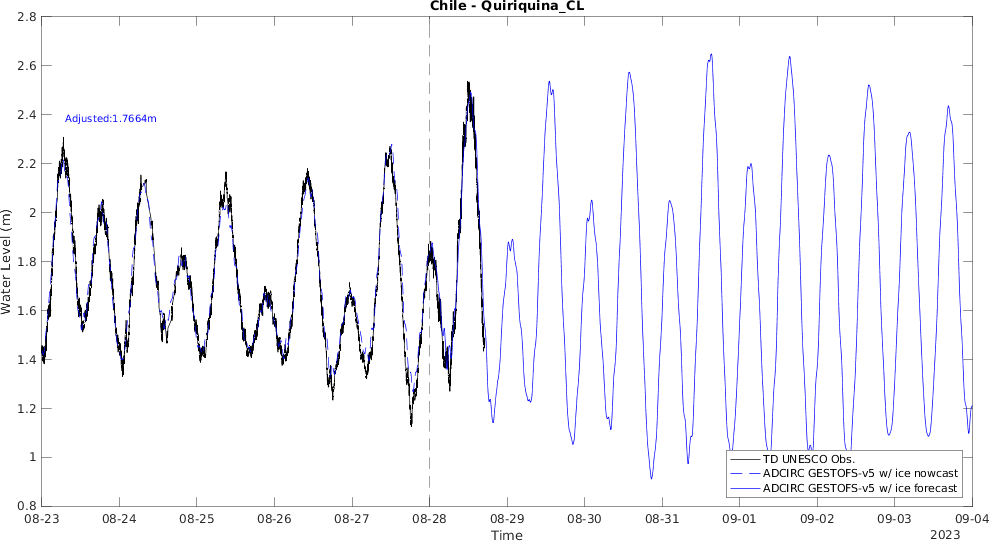 Chile - Quiriquina_CL
2.8
2.6
2.4
2.2
2
1.8
1.6
1.4
1.2
1
0.8
Water Level (m)
Adjusted:1.7664m
TD UNESCO Obs.
ADCIRC GESTOFS-v5 w/ ice nowcast
ADCIRC GESTOFS-v5 w/ ice forecast
08-23 08-24 08-25 08-26 08-27 08-28 08-29 08-30 08-31 09-01 09-02 09-03 09-04
Time
2023